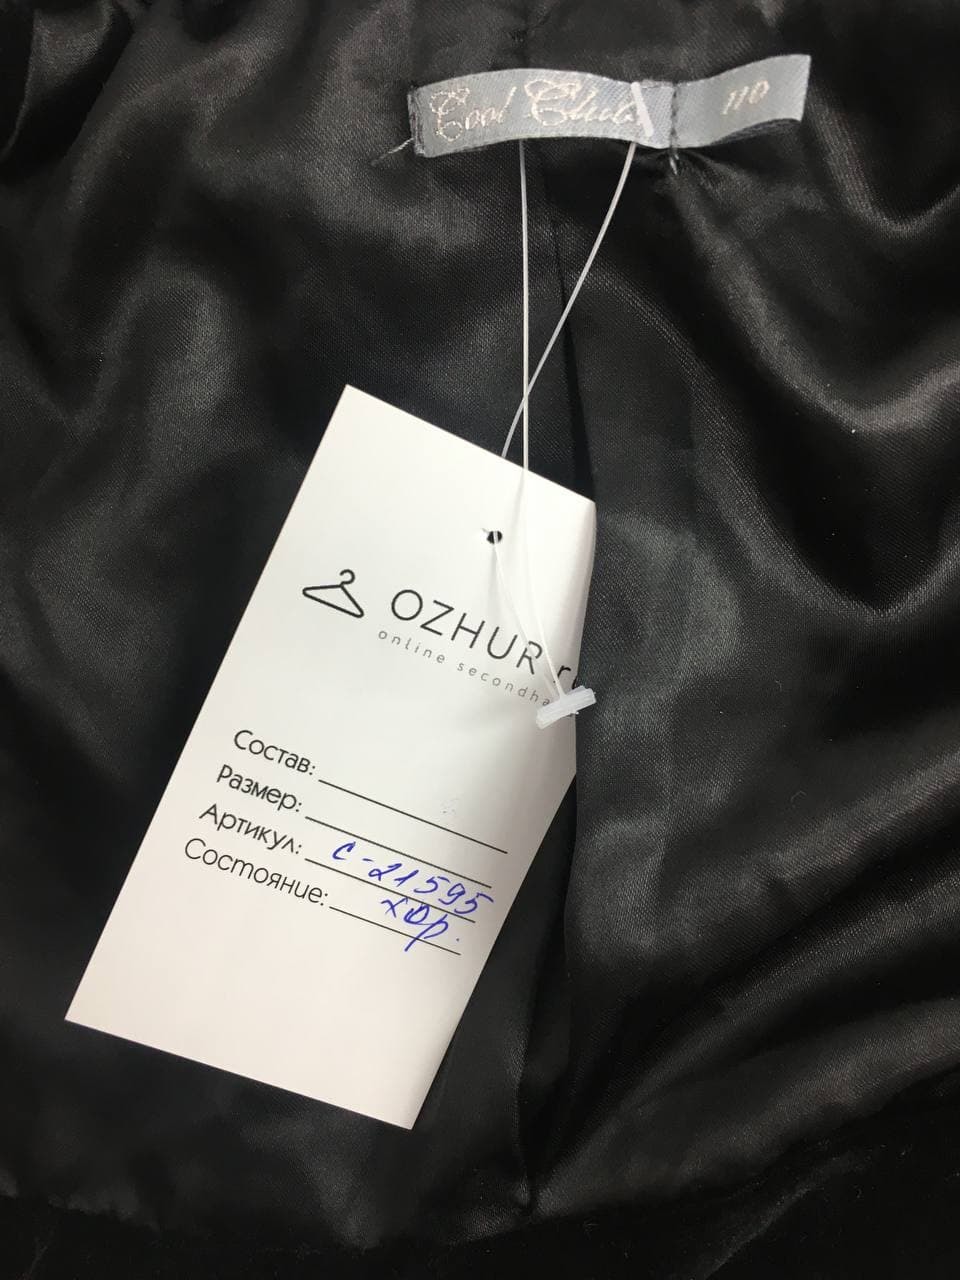 Cool Club
110
OZHUR.r
online secondha
Состав:
Размер:
Артикул: С-21595
Состояние: хор.